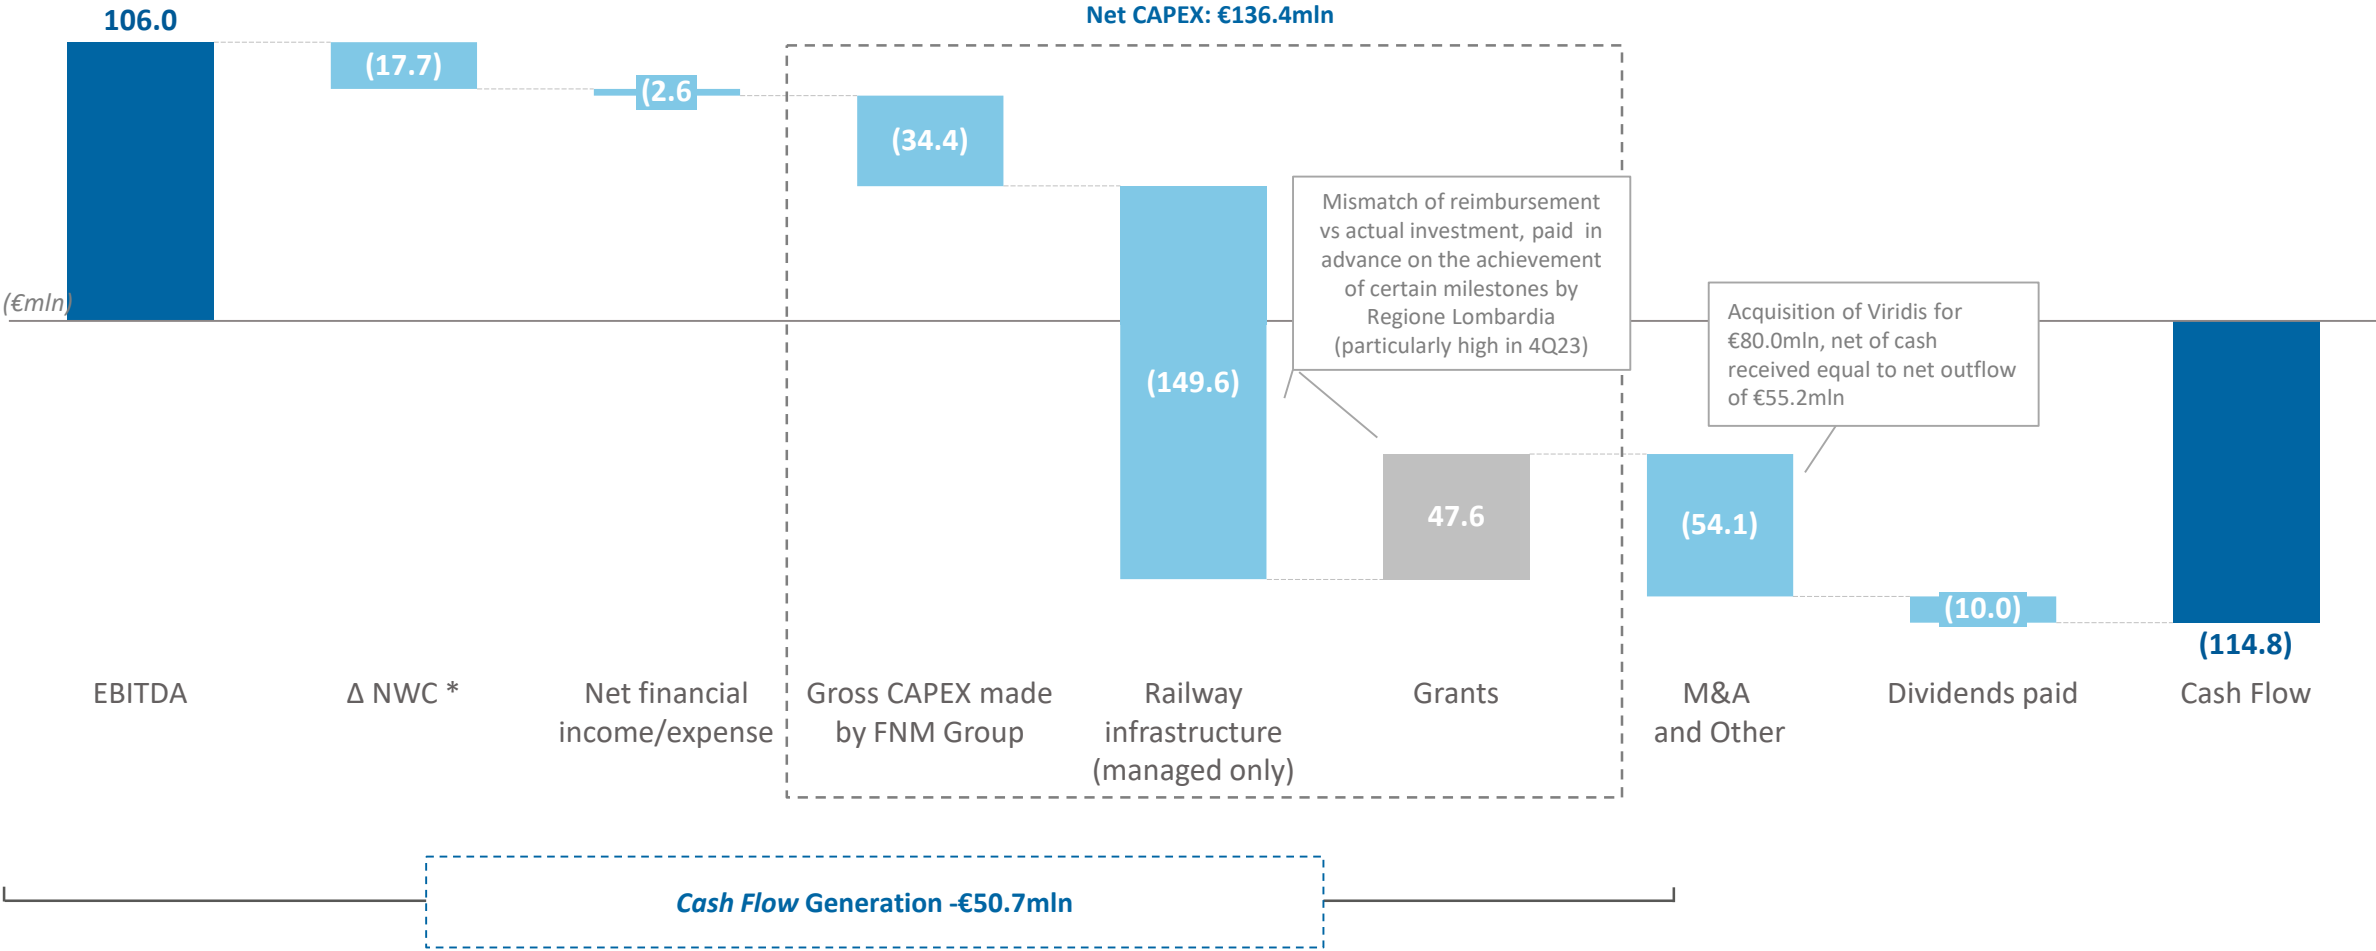 106.0
Net CAPEX: €136.4mln
(17.7)
(2.6
(34.4)
Mismatch of reimbursement
vs actual investment, paid in
advance on the achievement
of certain milestones by
Regione Lombardia
(particularly high in 4Q23)
(€mln)
Acquisition of Viridis for
€80.0mln, net of cash
received equal to net outflow
of €55.2mln
(149.6)
47.6
(54.1)
(10.0)
(114.8)
EBITDA
Δ NWC *
Net financial
income/expense
Gross CAPEX made
by FNM Group
Railway
infrastructure
(managed only)
Grants
M&A
and Other
Dividends paid
Cash Flow
Cash Flow Generation -€50.7mln